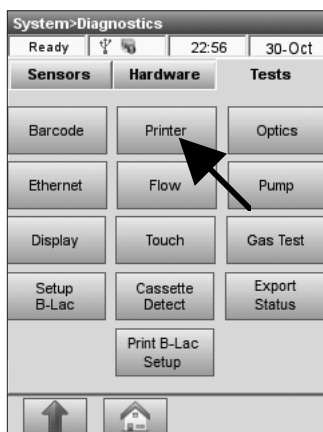 System>Diagnostics
Ready 22:56 30-Oct
Sensors Hardware Tests
Barcode Printer Optics
Ethernet Flow Pump
Display Touch Gas Test
Setup B-Lac Cassette Detect Export Status
Print B-Lac Setup